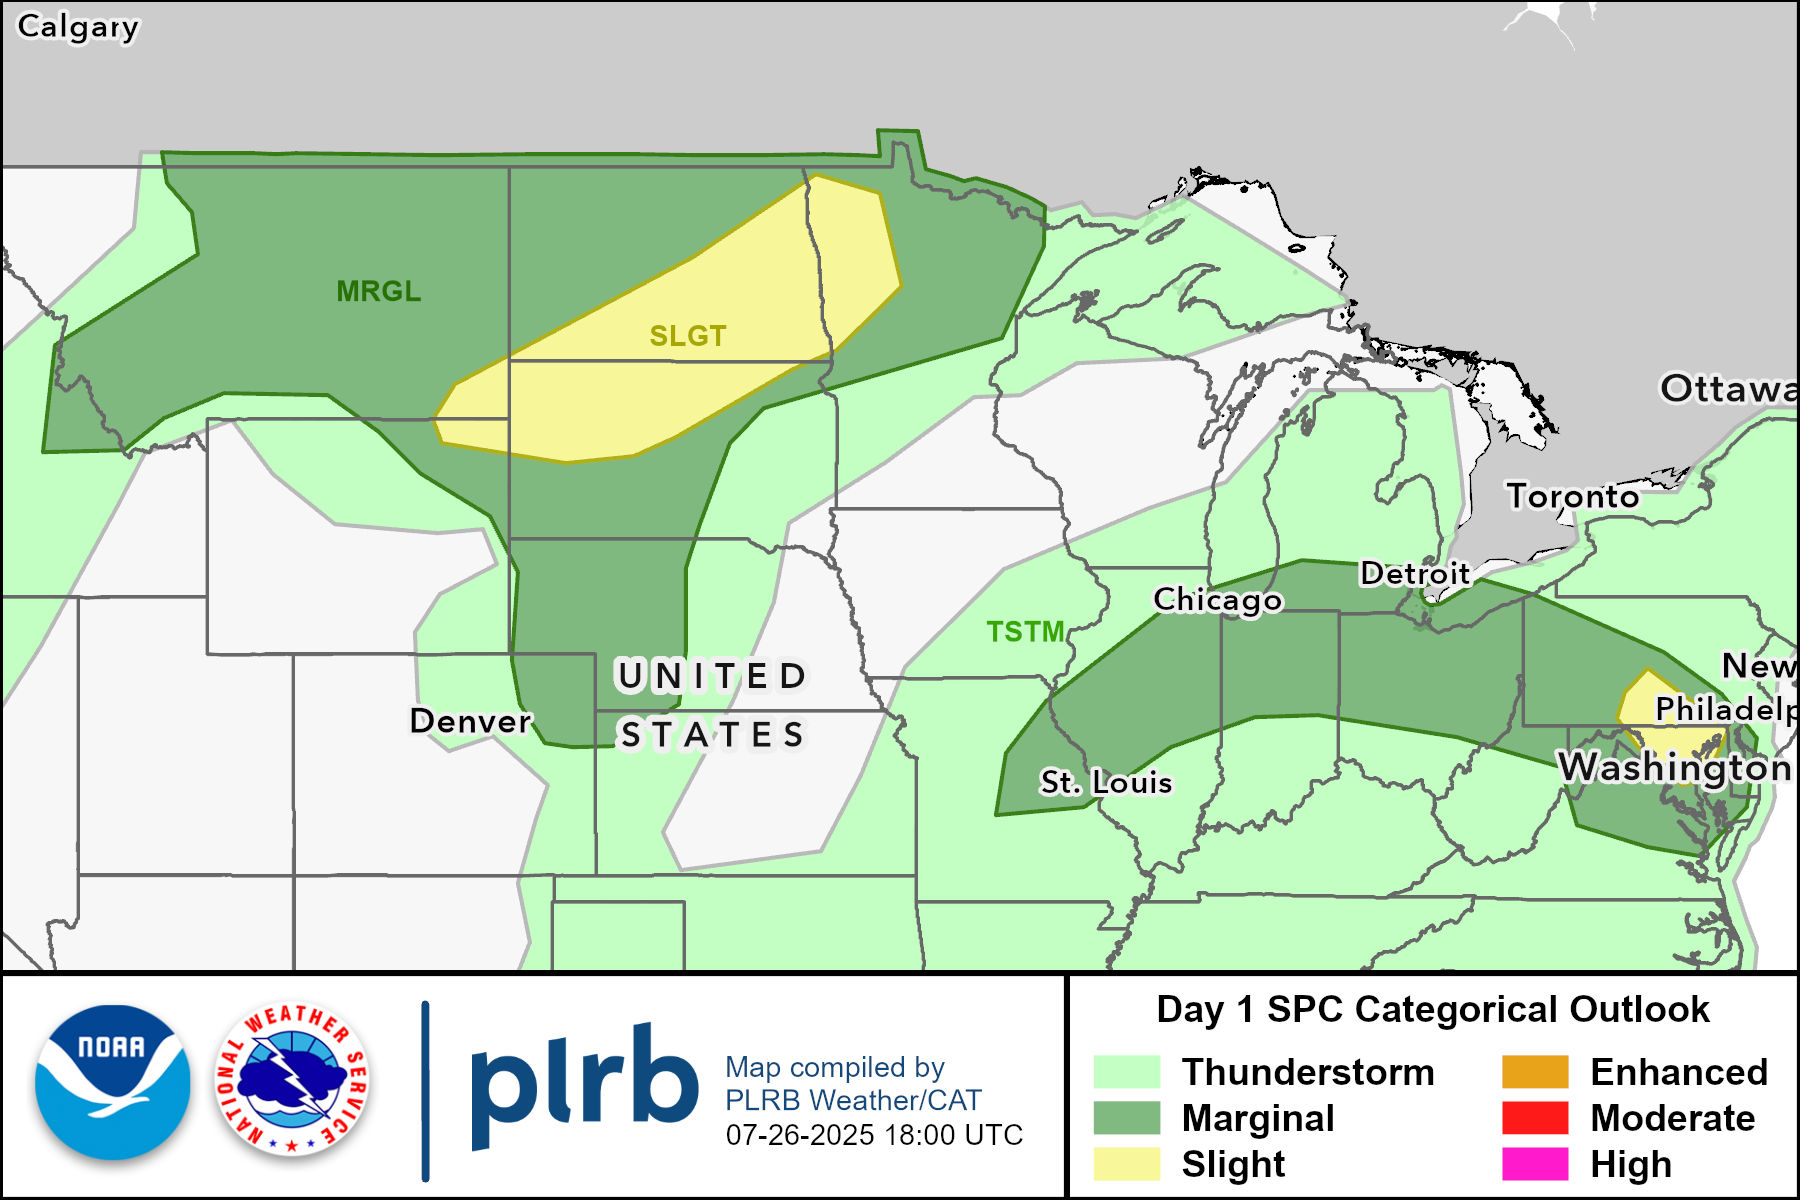 Calgary
MRGL
SLGT
Ottawa
Toronto
Detroit
Chicago
TSTM
UNITED
STATES
New
Denver
Philadelp
St. Louis
Washington
NOAA
NATIONAL WEATHER SERVICE
plrb
Map compiled by
PLRB Weather/CAT
07-26-2025 18:00 UTC
Day 1 SPC Categorical Outlook
Thunderstorm
Marginal
Slight
Enhanced
Moderate
High